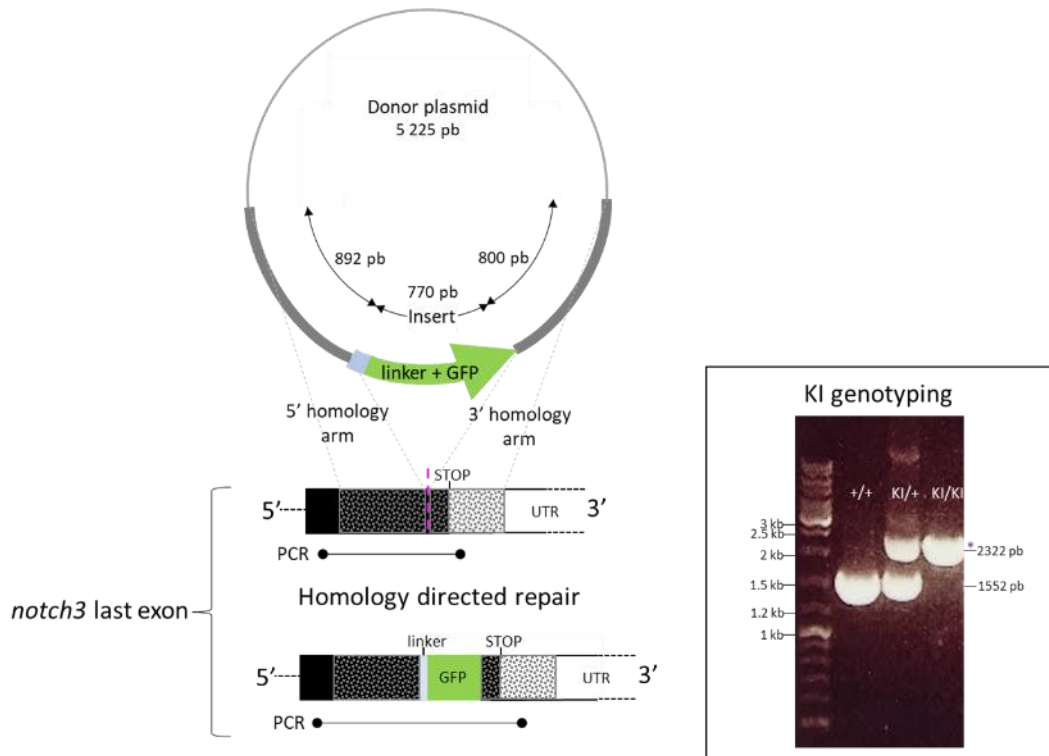 Donor plasmid
5 225 pb
892 pb
800 pb
770 pb
Insert
linker + GFP
5’ homology
arm
3’ homology
arm
STOP
5’
UTR
3’
PCR
notch3 last exon
Homology directed repair
linker
STOP
5’
GFP
UTR
3’
PCR
KI genotyping
+/+
KI/+
KI/KI
3 kb
2.5 kb
2 kb
*
2322 pb
1.5 kb
1552 pb
1.2 kb
1 kb